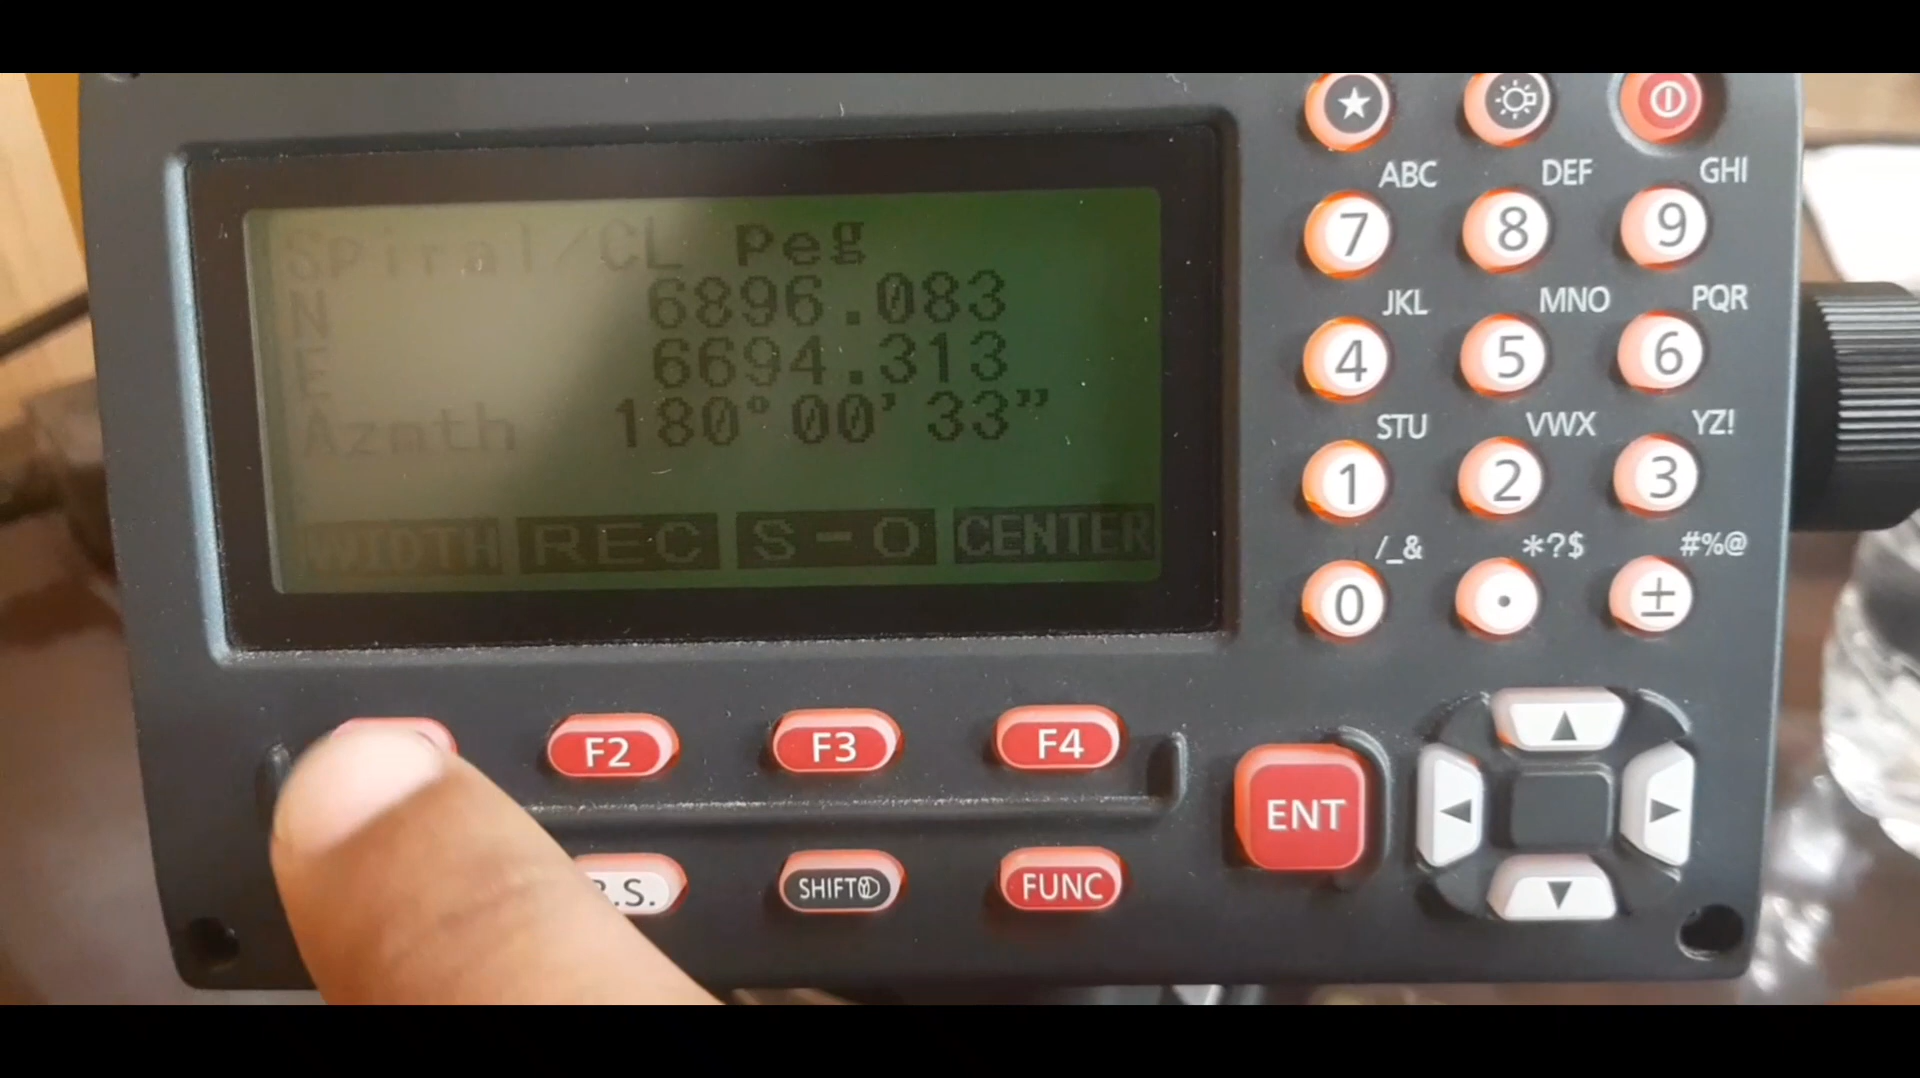 Spiral/CL Peg
N 6896.083
E 6694.313
Azmth 180°00'33"
WIDTH REC S-O CENTER
ABC DEF GHI
7 8 9
JKL MNO PQR
4 5 6
STU VWX YZ!
1 2 3
/_& *?$ #%@
0 . ±
F2 F3 F4
ENT
.S. SHIFT FUNC